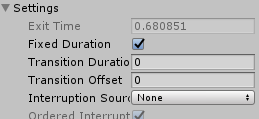 Settings
Exit Time 0.680851
Fixed Duration
Transition Duratio 0
Transition Offset 0
Interruption Sourc None
Ordered Interrupt